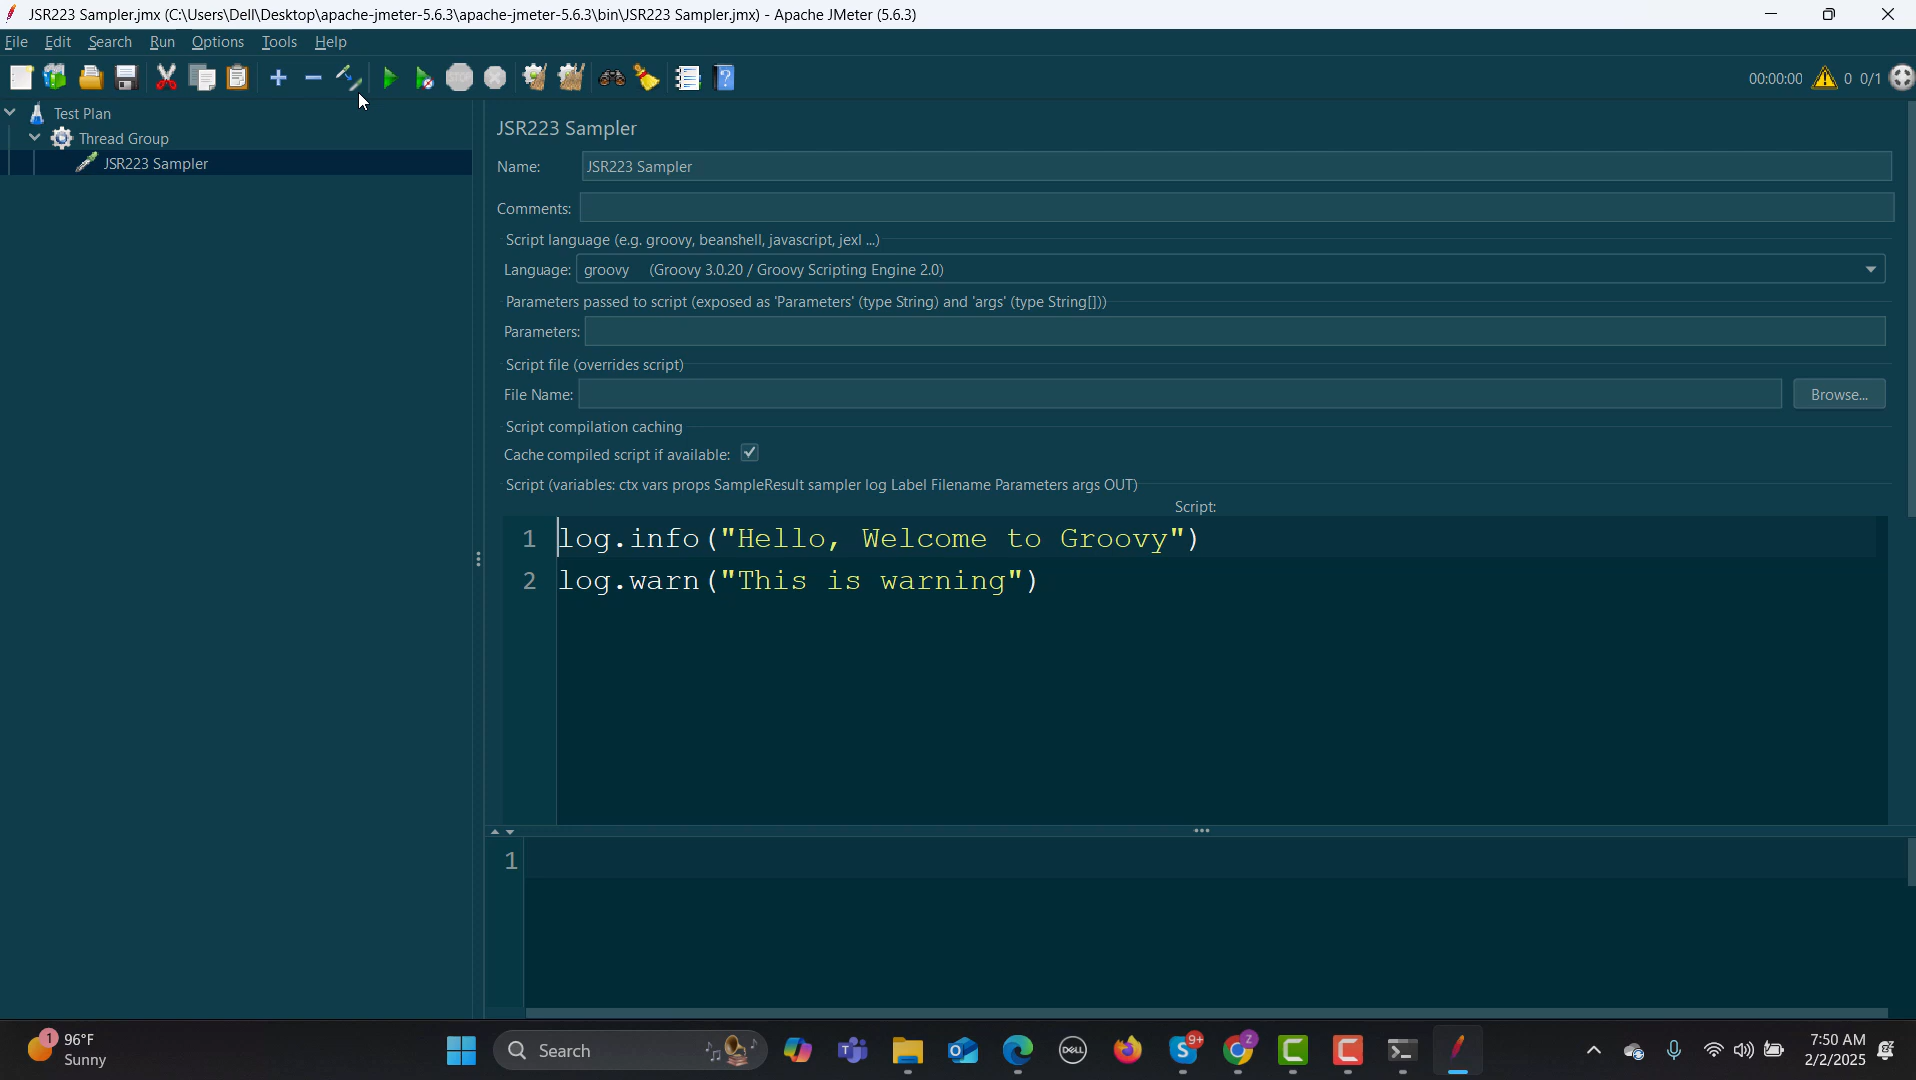 JSR223 Sampler.jmx (C:\Users\Dell\Desktop\apache-jmeter-5.6.3\apache-jmeter-5.6.3\bin\JSR223 Sampler.jmx) - Apache JMeter (5.6.3)
File Edit Search Run Options Tools Help
STOP
00:00:00 0 0/1
Test Plan
Thread Group
JSR223 Sampler
JSR223 Sampler
Name: JSR223 Sampler
Comments:
Script language (e.g. groovy, beanshell, javascript, jexl ...)
Language: groovy (Groovy 3.0.20 / Groovy Scripting Engine 2.0)
Parameters passed to script (exposed as 'Parameters' (type String) and 'args' (type String[]))
Parameters:
Script file (overrides script)
File Name: Browse...
Script compilation caching
Cache compiled script if available:
Script (variables: ctx vars props SampleResult sampler log Label Filename Parameters args OUT)
Script:
1 log.info("Hello, Welcome to Groovy")
2 log.warn("This is warning")
1
1 96°F
Sunny
Search
DELL
9+
Z
7:50 AM
2/2/2025